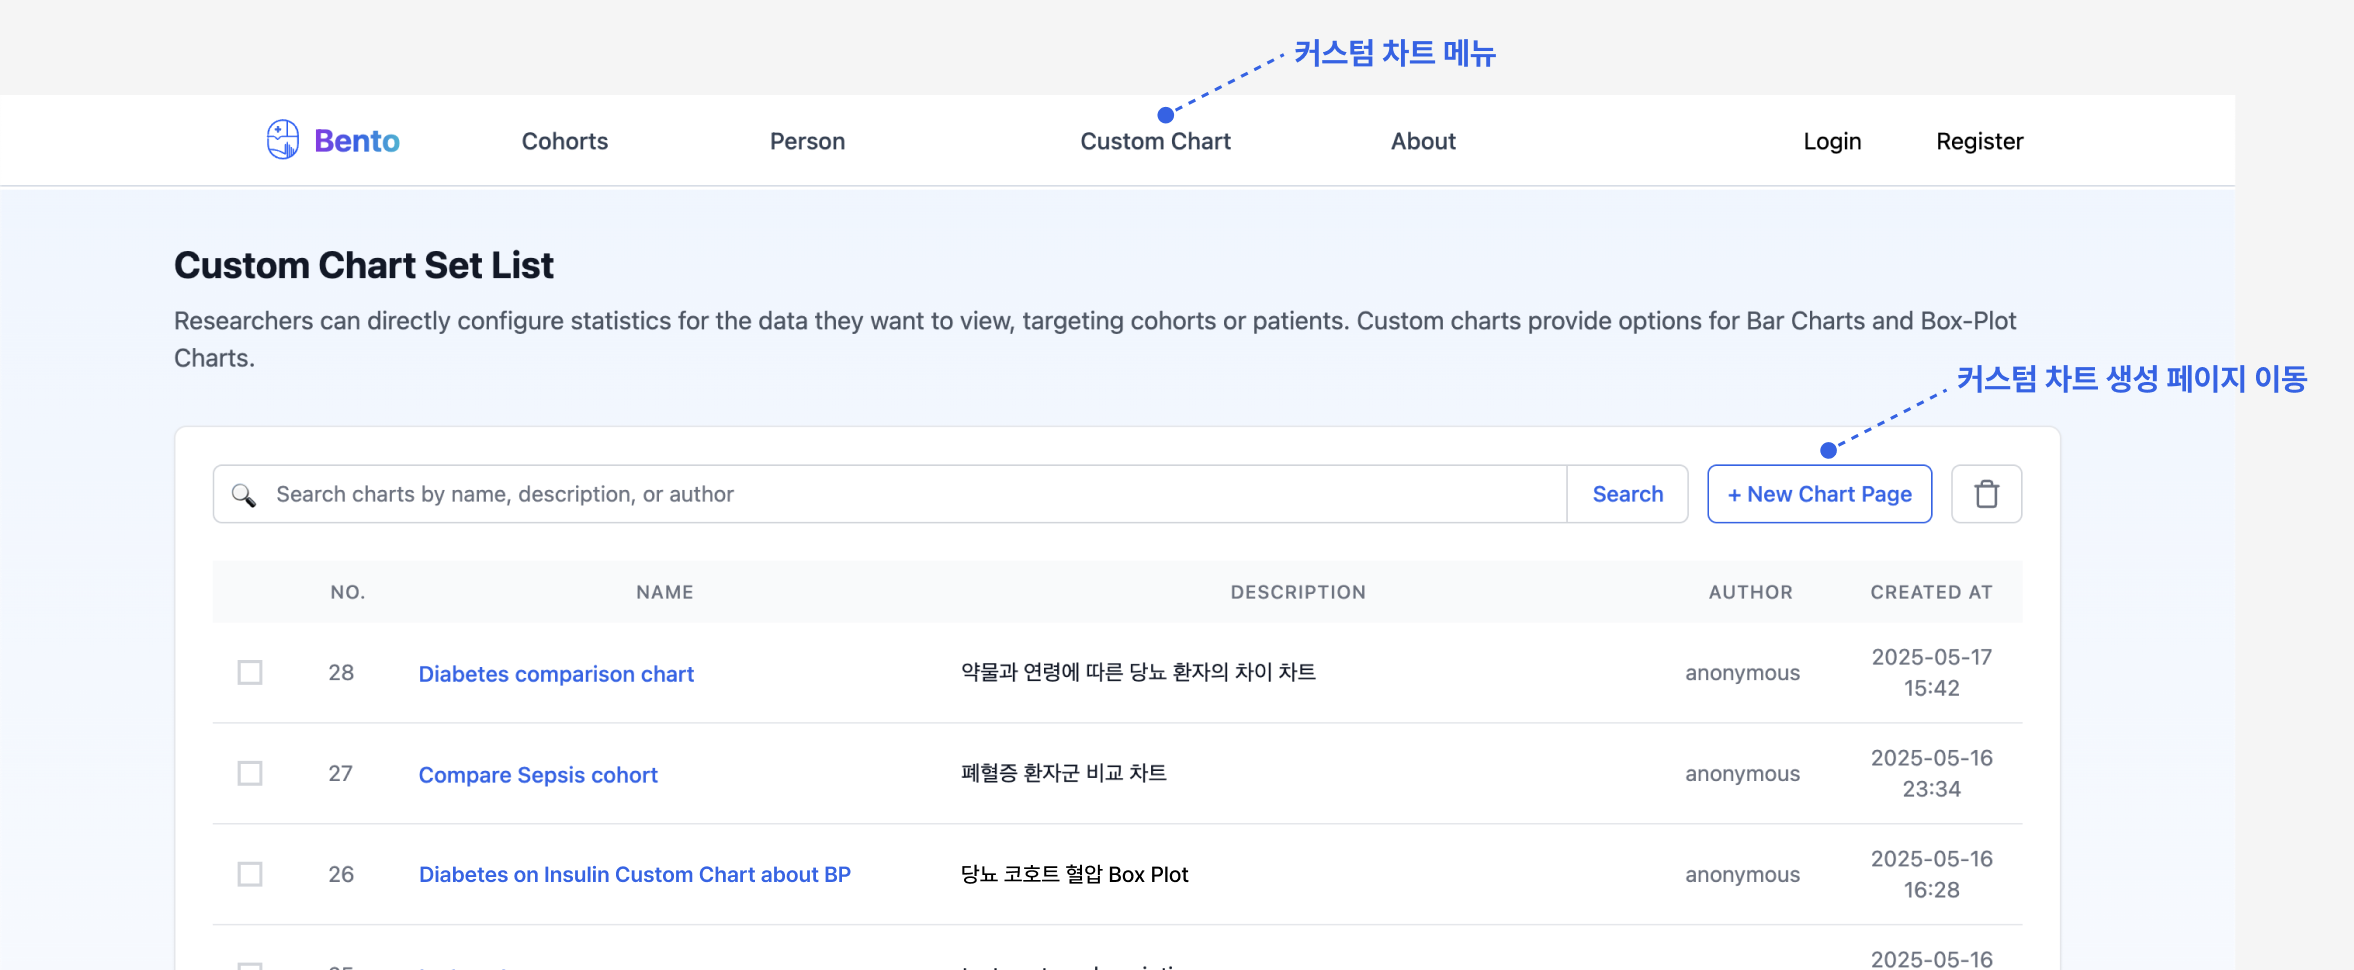 커스텀 차트 메뉴
Bento Cohorts Person Custom Chart About Login Register
Custom Chart Set List
Researchers can directly configure statistics for the data they want to view, targeting cohorts or patients. Custom charts provide options for Bar Charts and Box-Plot
Charts.
커스텀 차트 생성 페이지 이동
Search charts by name, description, or author Search + New Chart Page
NO. NAME DESCRIPTION AUTHOR CREATED AT
28 Diabetes comparison chart 약물과 연령에 따른 당뇨 환자의 차이 차트 anonymous 2025-05-17
15:42
27 Compare Sepsis cohort 폐혈증 환자군 비교 차트 anonymous 2025-05-16
23:34
26 Diabetes on Insulin Custom Chart about BP 당뇨 코호트 혈압 Box Plot anonymous 2025-05-16
16:28
2025-05-16